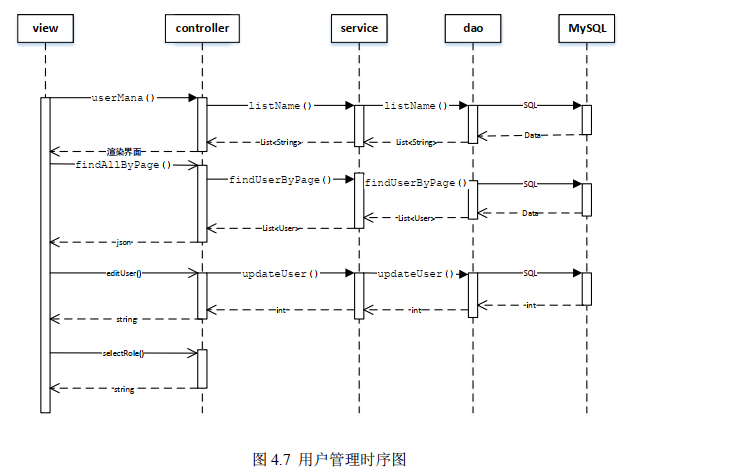 view controller service dao MySQL
userMana() listName() listName() SQL
渲染界面 List<String> List<String> Data
findAllByPage()
findUserByPage() findUserByPage() SQL
json List<User> List<User> Data
editUser() updateUser() updateUser() SQL
string int int int
selectRole()
string
图 4.7 用户管理时序图